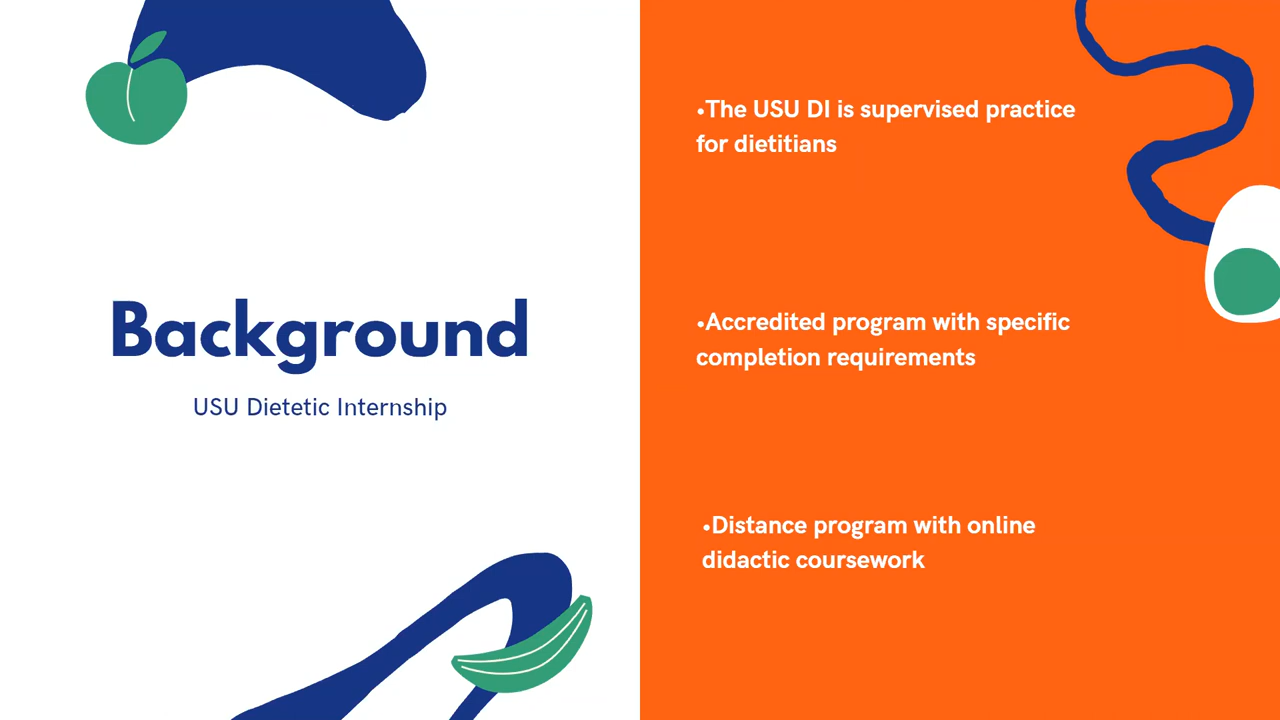 Background
USU Dietetic Internship
•The USU DI is supervised practice
for dietitians
•Accredited program with specific
completion requirements
•Distance program with online
didactic coursework